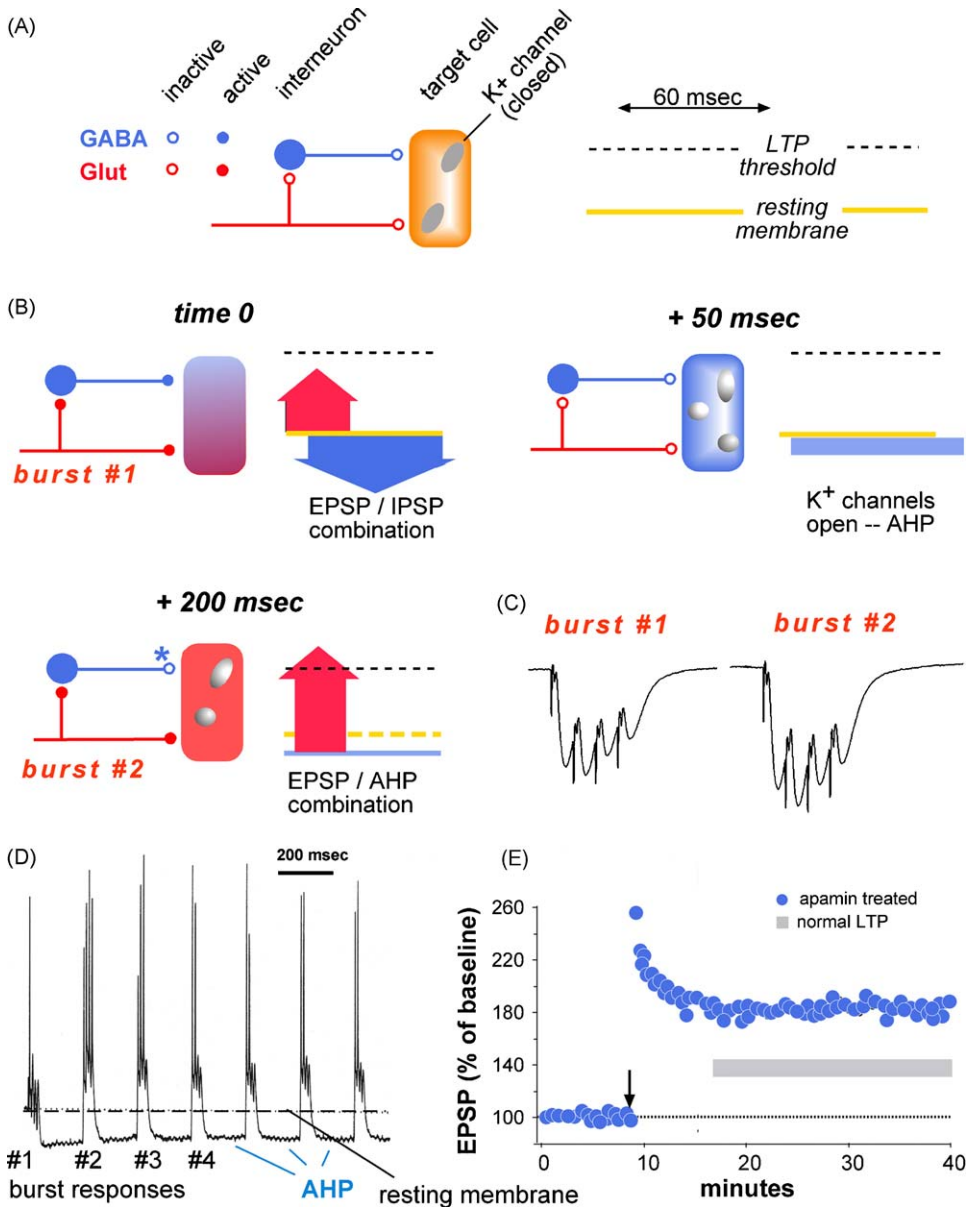 (A)
inactive
active
interneuron
target cell
K+ channel
(closed)
GABA
Glut
60 msec
LTP
threshold
resting
membrane
(B)
time 0
burst #1
EPSP / IPSP
combination
+ 50 msec
K+ channels
open -- AHP
+ 200 msec
*
burst #2
EPSP / AHP
combination
(C)
burst #1
burst #2
(D)
200 msec
#1 #2 #3 #4
burst responses
AHP
resting membrane
(E)
EPSP (% of baseline)
260
220
180
140
100
apamin treated
normal LTP
0 10 20 30 40
minutes